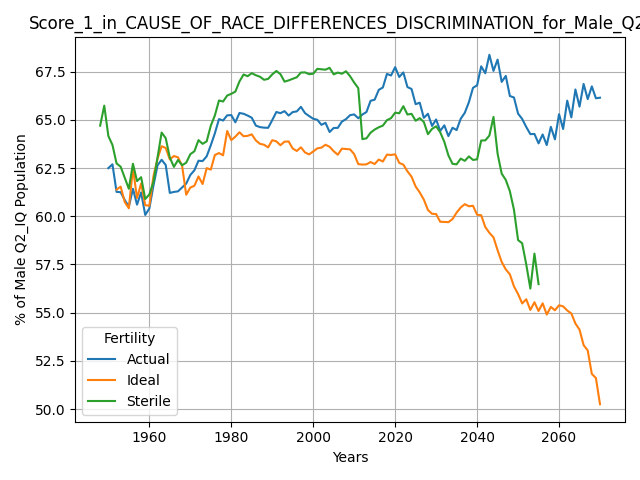 Score_1_in_CAUSE_OF_RACE_DIFFERENCES_DISCRIMINATION_for_Male_Q2
67.5
65.0
62.5
60.0
57.5
55.0
52.5
50.0
% of Male Q2_IQ Population
Fertility
Actual
Ideal
Sterile
1960 1980 2000 2020 2040 2060
Years